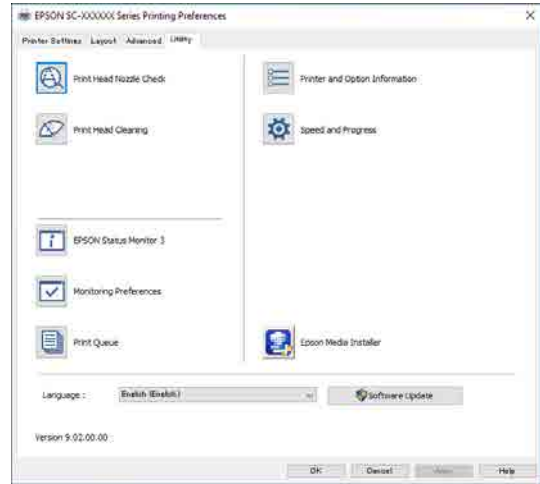 EPSON SC-XXXXXX Series Printing Preferences
Printer Settings Layout Advanced Utility
Print Head Nozzle Check
Print Head Cleaning
EPSON Status Monitor 3
Monitoring Preferences
Print Queue
Printer and Option Information
Speed and Progress
Epson Media Installer
Language : English (English) Software Update
Version 9.02.00.00
OK Cancel Apply Help